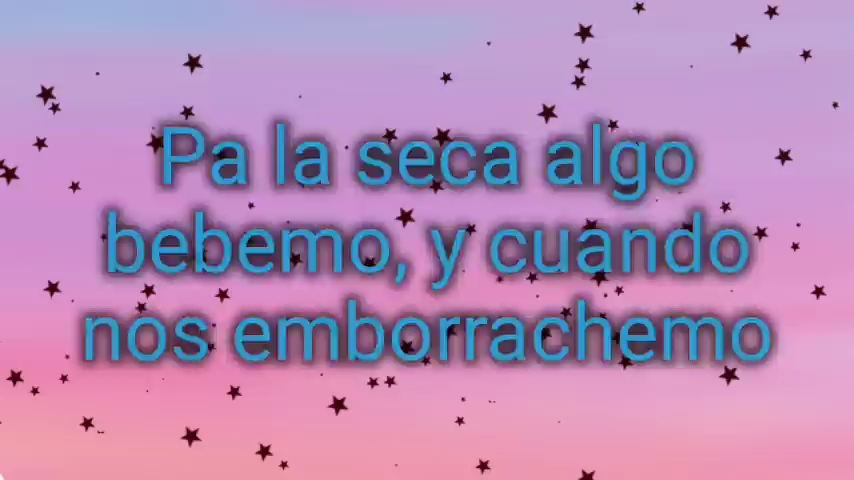 Pa la seca algo
bebemo, y cuando
nos emborrachemo